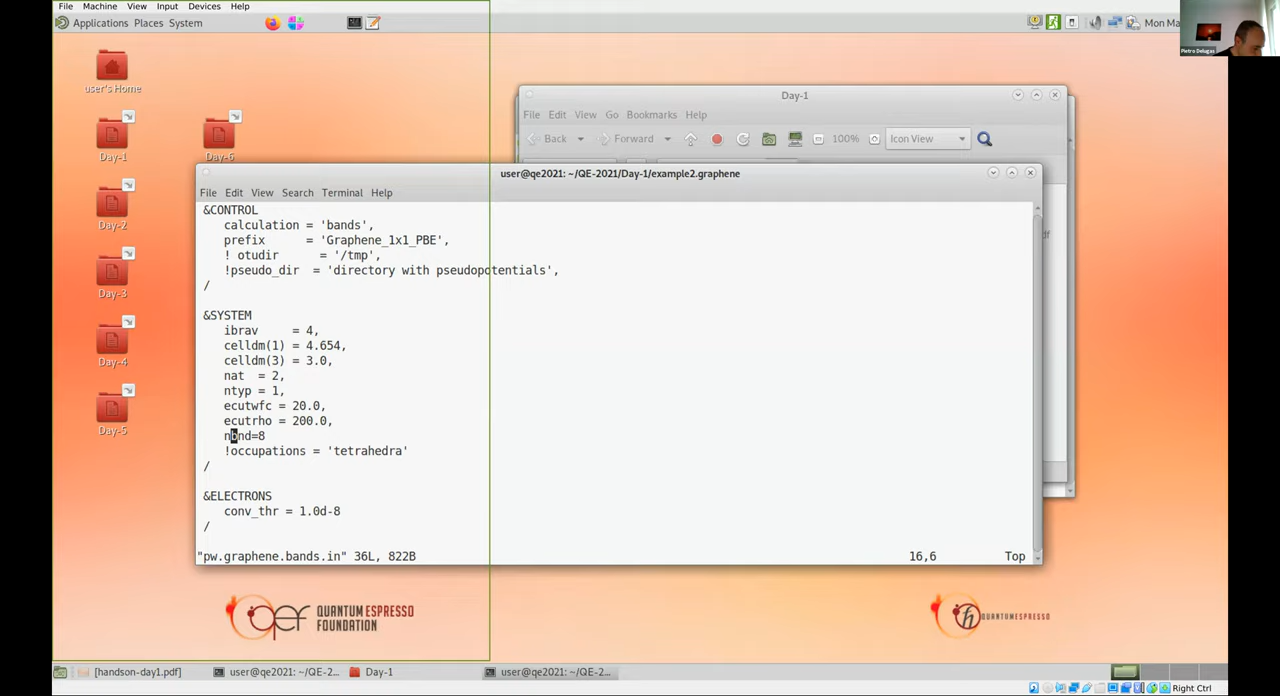 File Machine View Input Devices Help
Applications Places System
Mon Ma
Pietro Delugas
user's Home
Day-1
Day-6
Day-2
Day-3
Day-4
Day-5
Day-1
File Edit View Go Bookmarks Help
Back Forward 100% Icon View
df
user@qe2021: ~/QE-2021/Day-1/example2.graphene
File Edit View Search Terminal Help
&CONTROL
calculation = 'bands',
prefix = 'Graphene_1x1_PBE',
! otudir = '/tmp',
!pseudo_dir = 'directory with pseudopotentials',
/
&SYSTEM
ibrav = 4,
celldm(1) = 4.654,
celldm(3) = 3.0,
nat = 2,
ntyp = 1,
ecutwfc = 20.0,
ecutrho = 200.0,
nbnd=8
!occupations = 'tetrahedra'
/
&ELECTRONS
conv_thr = 1.0d-8
/
"pw.graphene.bands.in" 36L, 822B 16,6 Top
QUANTUM ESPRESSO
FOUNDATION
QUANTUMESPRESSO
[handson-day1.pdf] user@qe2021: ~/QE-2... Day-1 user@qe2021: ~/QE-2...
Right Ctrl